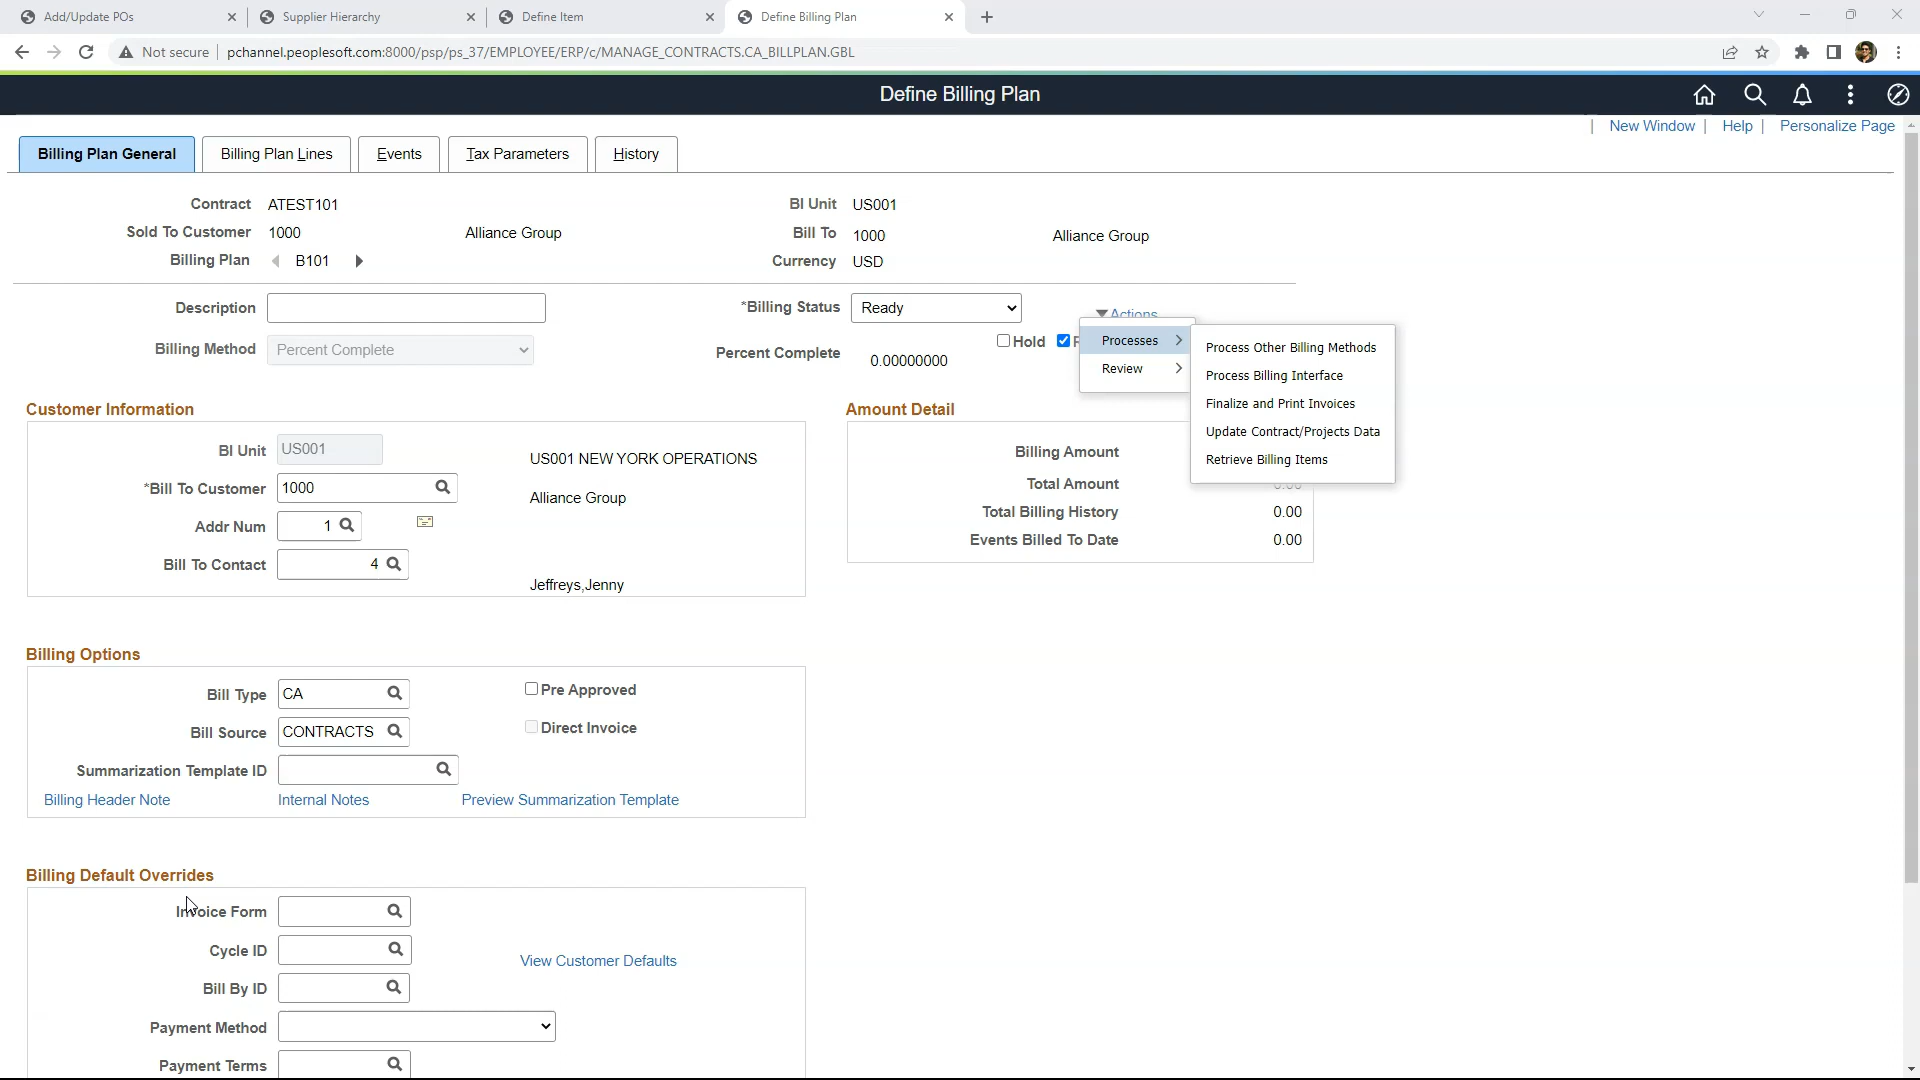 Add/Update POs
Supplier Hierarchy
Define Item
Define Billing Plan
Not secure
pchannel.peoplesoft.com:8000/psp/ps_37/EMPLOYEE/ERP/c/MANAGE_CONTRACTS.CA_BILLPLAN.GBL
Define Billing Plan
New Window | Help | Personalize Page
Billing Plan General
Billing Plan Lines
Events
Tax Parameters
History
Contract ATEST101
BI Unit US001
Sold To Customer 1000 Alliance Group
Bill To 1000 Alliance Group
Billing Plan B101
Currency USD
Description
*Billing Status Ready
Actions
Billing Method Percent Complete
Hold
Percent Complete 0.00000000
Processes
Review
Process Other Billing Methods
Process Billing Interface
Finalize and Print Invoices
Update Contract/Projects Data
Retrieve Billing Items
Customer Information
BI Unit US001
US001 NEW YORK OPERATIONS
*Bill To Customer 1000
Alliance Group
Addr Num 1
Bill To Contact 4
Jeffreys,Jenny
Amount Detail
Billing Amount
Total Amount 0.00
Total Billing History 0.00
Events Billed To Date 0.00
Billing Options
Bill Type CA
Pre Approved
Bill Source CONTRACTS
Direct Invoice
Summarization Template ID
Billing Header Note
Internal Notes
Preview Summarization Template
Billing Default Overrides
Invoice Form
Cycle ID
View Customer Defaults
Bill By ID
Payment Method
Payment Terms